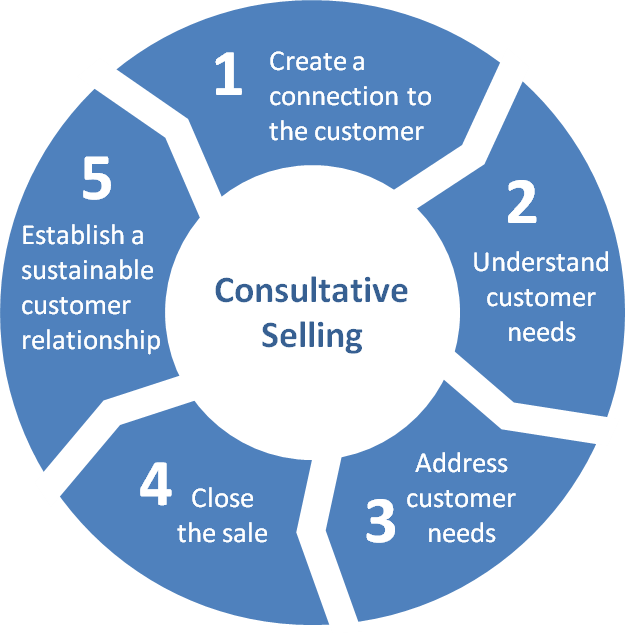 1
Create a
connection to
the customer
2
Understand
customer
needs
3
Address
customer
needs
4
Close
the sale
5
Establish a
sustainable
customer
relationship
Consultative
Selling